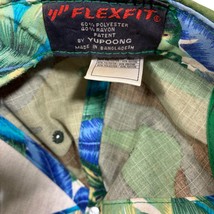 FLEXFIT®
60% POLYESTER
40% RAYON
PATENT
BY YUPOONG
MADE IN BANGLADESH